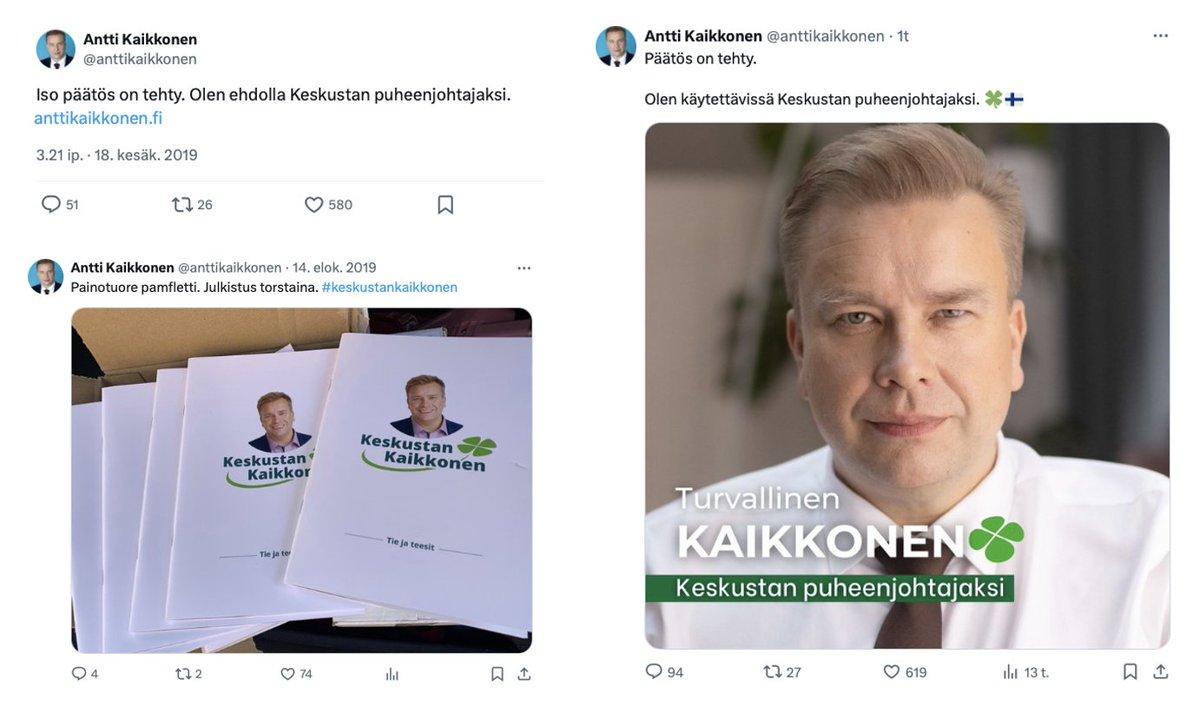 Antti Kaikkonen
@anttikaikkonen
Iso päätös on tehty. Olen ehdolla Keskustan puheenjohtajaksi.
anttikaikkonen.fi
3.21 ip. · 18. kesäk. 2019
51 26 580
Antti Kaikkonen @anttikaikkonen · 14. elok. 2019
Painotuore pamfletti. Julkistus torstaina. #keskustankaikkonen
Keskustan
Kaikkon
Tie ja tee
Keskustan
Kaikkonen
Tie ja teesit
4 2 74
Antti Kaikkonen @anttikaikkonen · 1t
Päätös on tehty.
Olen käytettävissä Keskustan puheenjohtajaksi. 🍀🇫🇮
Turvallinen
KAIKKONEN
Keskustan puheenjohtajaksi
94 27 619 13 t.